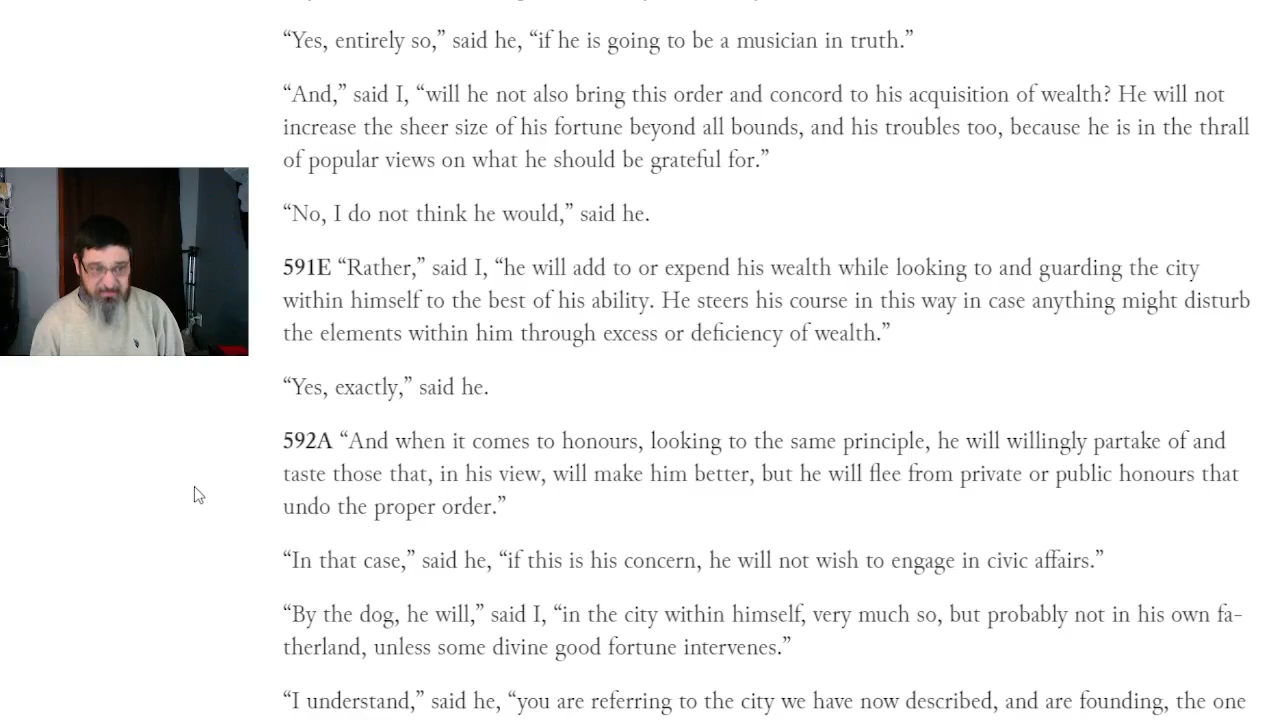 “Yes, entirely so,” said he, “if he is going to be a musician in truth.”
“And,” said I, “will he not also bring this order and concord to his acquisition of wealth? He will not
increase the sheer size of his fortune beyond all bounds, and his troubles too, because he is in the thrall
of popular views on what he should be grateful for.”
“No, I do not think he would,” said he.
591E “Rather,” said I, “he will add to or expend his wealth while looking to and guarding the city
within himself to the best of his ability. He steers his course in this way in case anything might disturb
the elements within him through excess or deficiency of wealth.”
“Yes, exactly,” said he.
592A “And when it comes to honours, looking to the same principle, he will willingly partake of and
taste those that, in his view, will make him better, but he will flee from private or public honours that
undo the proper order.”
“In that case,” said he, “if this is his concern, he will not wish to engage in civic affairs.”
“By the dog, he will,” said I, “in the city within himself, very much so, but probably not in his own fa-
therland, unless some divine good fortune intervenes.”
“I understand,” said he, “you are referring to the city we have now described, and are founding, the one